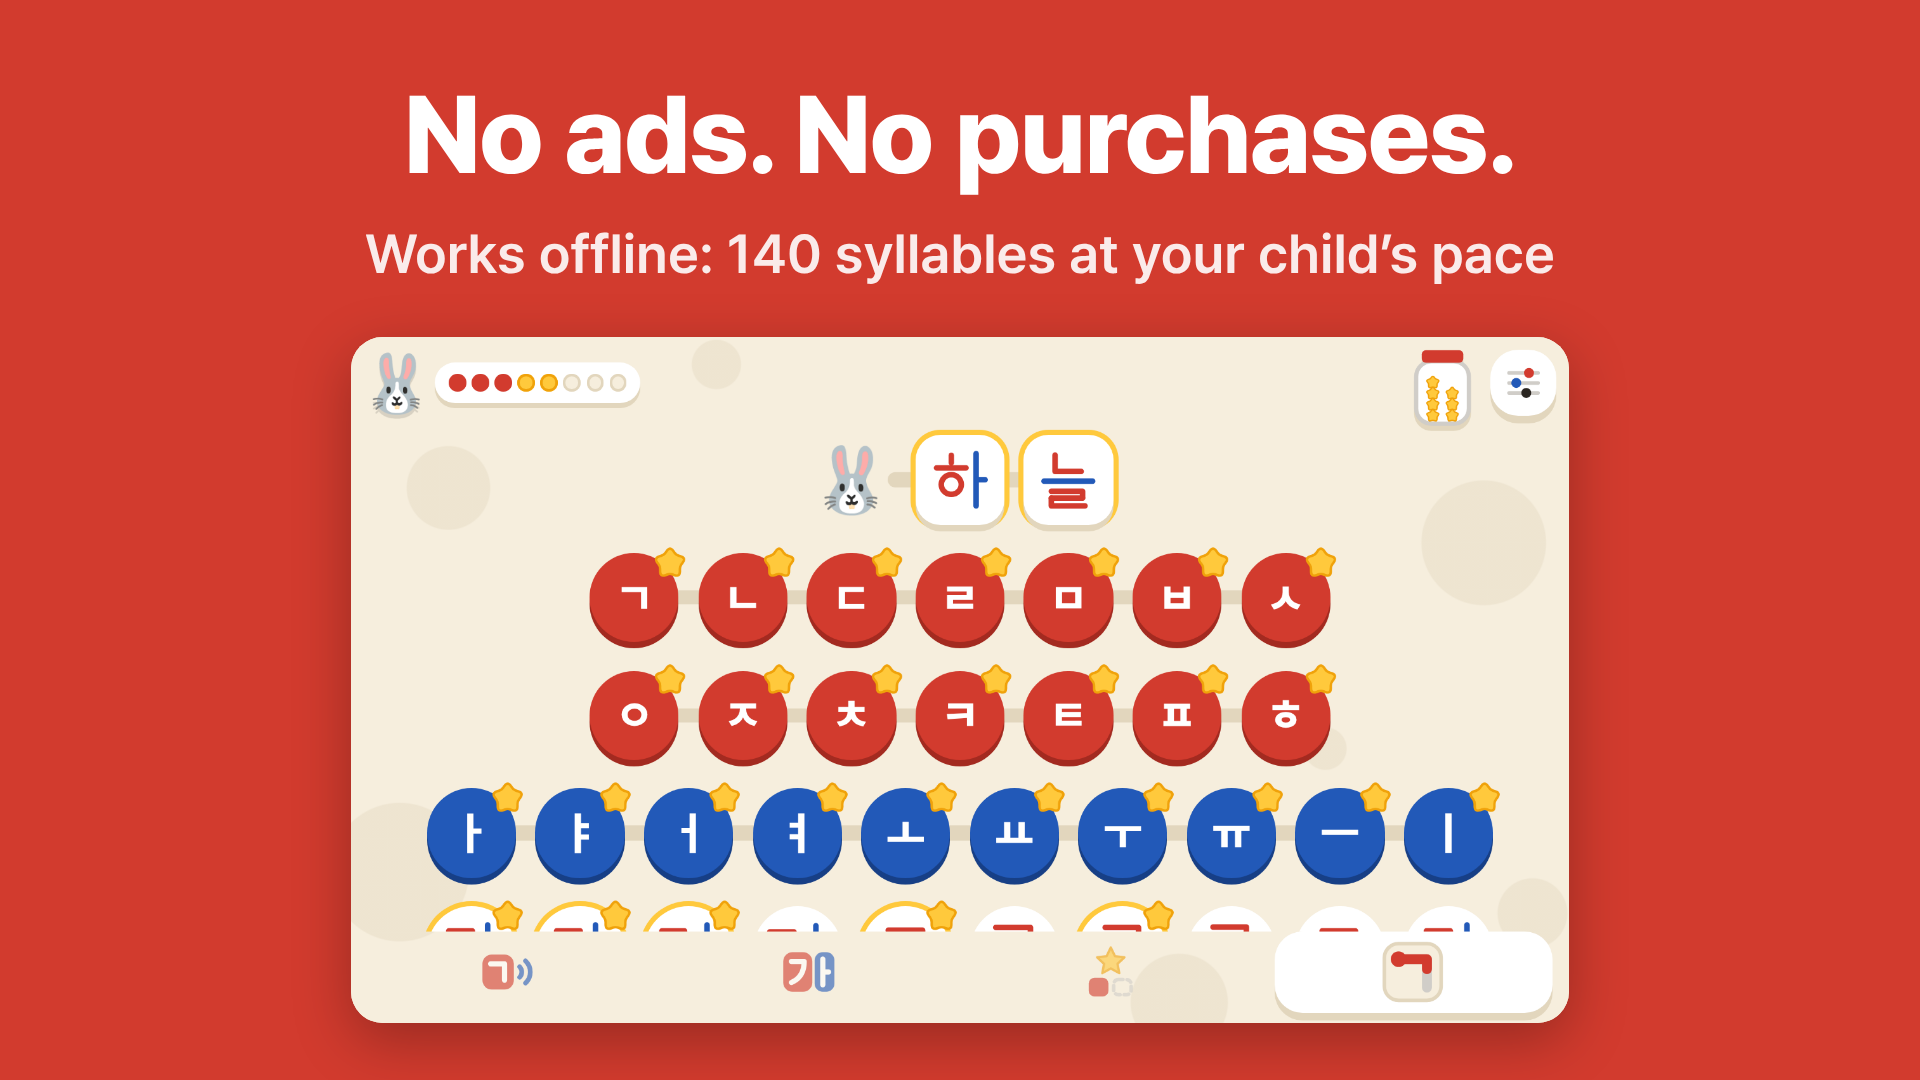 No ads. No purchases.
Works offline: 140 syllables at your child’s pace
하 늘
ㄱ ㄴ ㄷ ㄹ ㅁ ㅂ ㅅ
ㅇ ㅈ ㅊ ㅋ ㅌ ㅍ ㅎ
ㅏ ㅑ ㅓ ㅕ ㅗ ㅛ ㅜ ㅠ ㅡ ㅣ
ㄱ 가 ㄱ